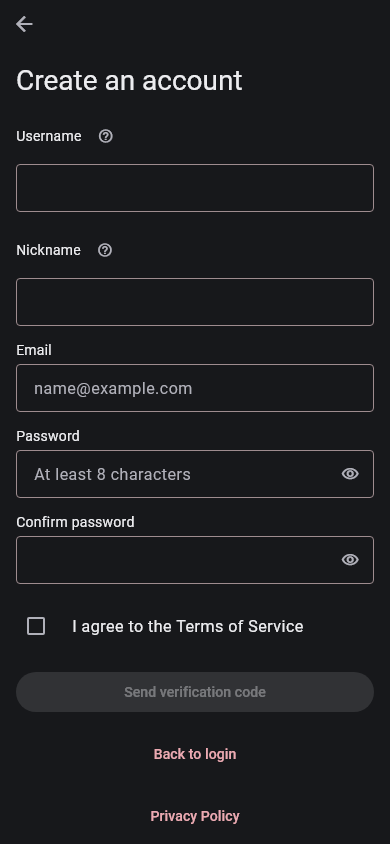 Create an account
Username
Nickname
Email
name@example.com
Password
At least 8 characters
Confirm password
I agree to the Terms of Service
Send verification code
Back to login
Privacy Policy